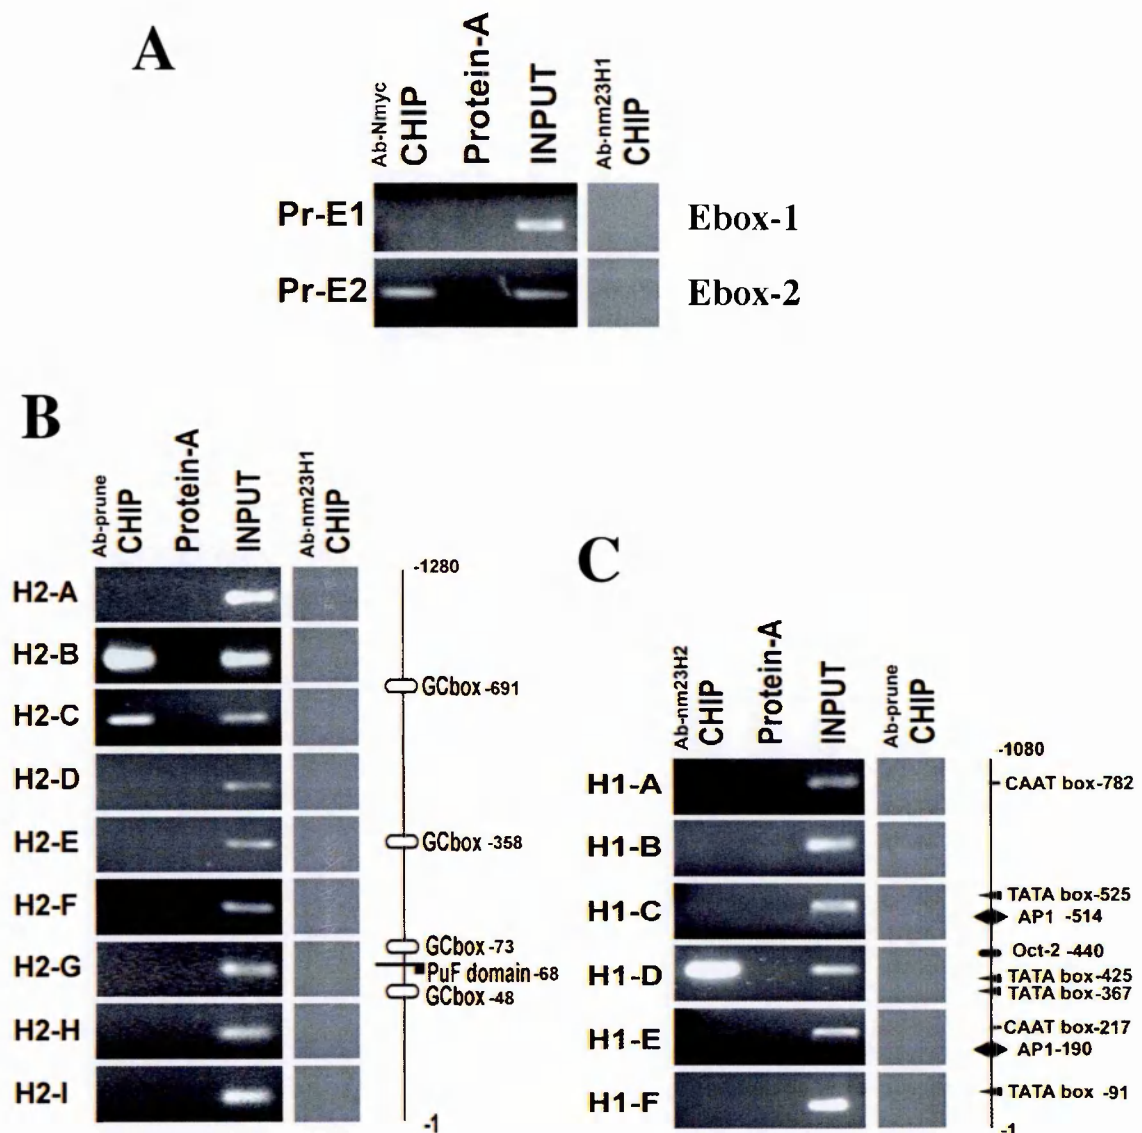 A
Ab-Nmyc
CHIP
Protein-A
INPUT
Ab-nm23H1
CHIP
Pr-E1
Ebox-1
Pr-E2
Ebox-2
B
Ab-prune
CHIP
Protein-A
INPUT
Ab-nm23H1
CHIP
H2-A
H2-B
H2-C
H2-D
H2-E
H2-F
H2-G
H2-H
H2-I
-1280
GCbox -691
GCbox -358
GCbox -73
PuF domain -68
GCbox -48
-1
C
Ab-nm23H2
CHIP
Protein-A
INPUT
Ab-prune
CHIP
H1-A
H1-B
H1-C
H1-D
H1-E
H1-F
-1080
CAAT box-782
TATA box-525
AP1 -514
Oct-2 -440
TATA box-425
TATA box-367
CAAT box-217
AP1-190
TATA box -91
-1